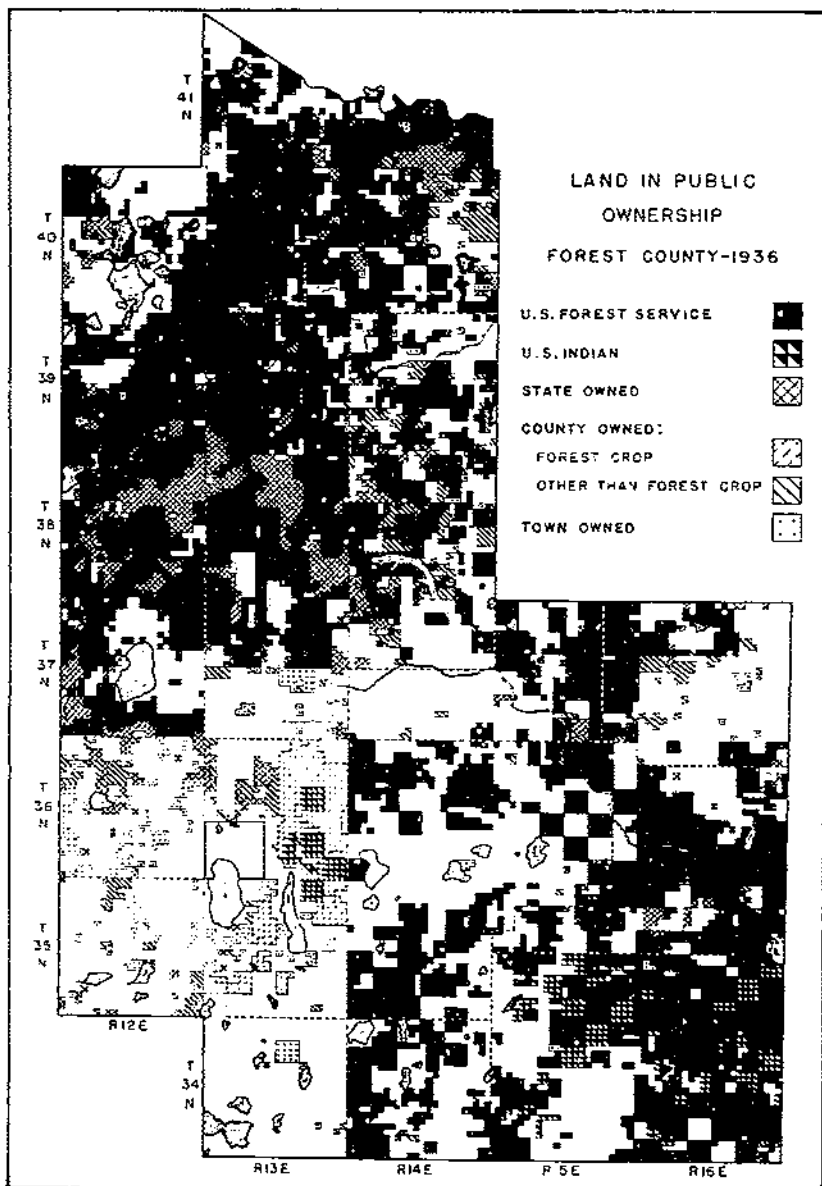 T
41
N
LAND IN PUBLIC
OWNERSHIP
FOREST COUNTY-1936
T
40
N
U.S. FOREST SERVICE
U.S. INDIAN
STATE OWNED
COUNTY OWNED:
FOREST CROP
OTHER THAN FOREST CROP
TOWN OWNED
T
39
N
T
38
N
T
37
N
T
36
N
T
35
N
R12E
T
34
N
R13E
R14E
R15E
R16E